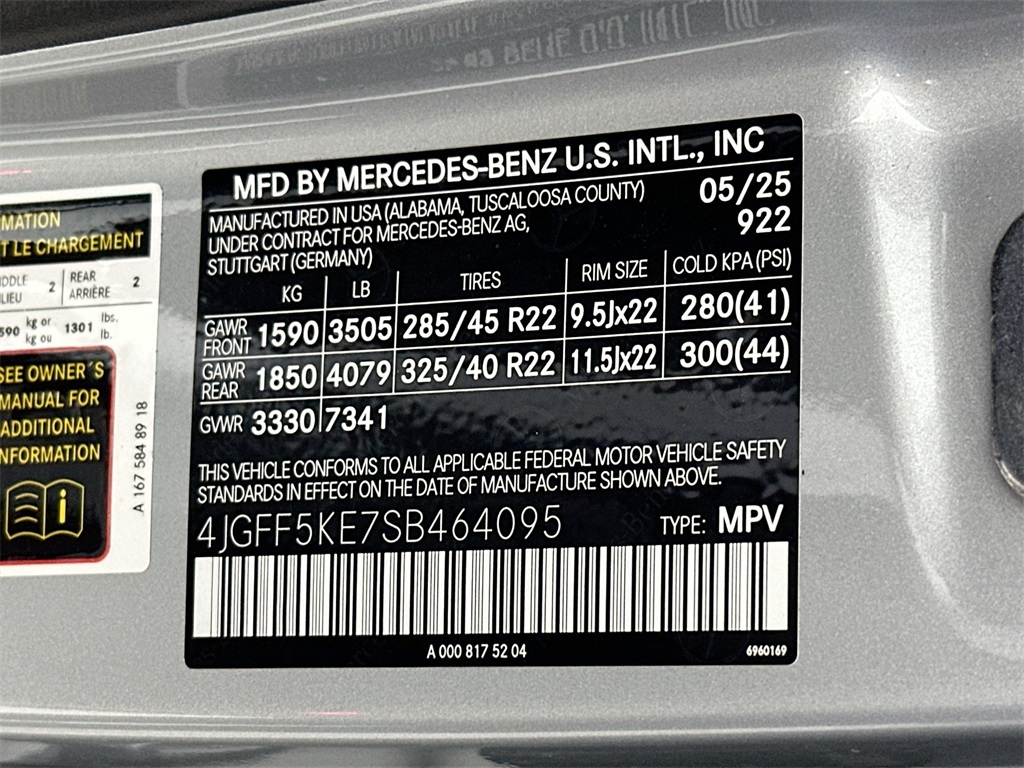 MFD BY MERCEDES-BENZ U.S. INTL., INC
MANUFACTURED IN USA (ALABAMA, TUSCALOOSA COUNTY) 05/25
UNDER CONTRACT FOR MERCEDES-BENZ AG, 922
STUTTGART (GERMANY)
KG LB TIRES RIM SIZE COLD KPA (PSI)
GAWR FRONT 1590 3505 285/45 R22 9.5Jx22 280(41)
GAWR REAR 1850 4079 325/40 R22 11.5Jx22 300(44)
GVWR 3330 7341
THIS VEHICLE CONFORMS TO ALL APPLICABLE FEDERAL MOTOR VEHICLE SAFETY
STANDARDS IN EFFECT ON THE DATE OF MANUFACTURE SHOWN ABOVE.
4JGFF5KE7SB464095 TYPE: MPV
A 000 817 52 04 6960169
MATION
T LE CHARGEMENT
IDDLE 2 REAR 2
LIEU ARRIÈRE
590 kg or 1301 lbs.
kg ou lb.
SEE OWNER´S
MANUAL FOR
ADDITIONAL
INFORMATION
i
A 167 584 89 18